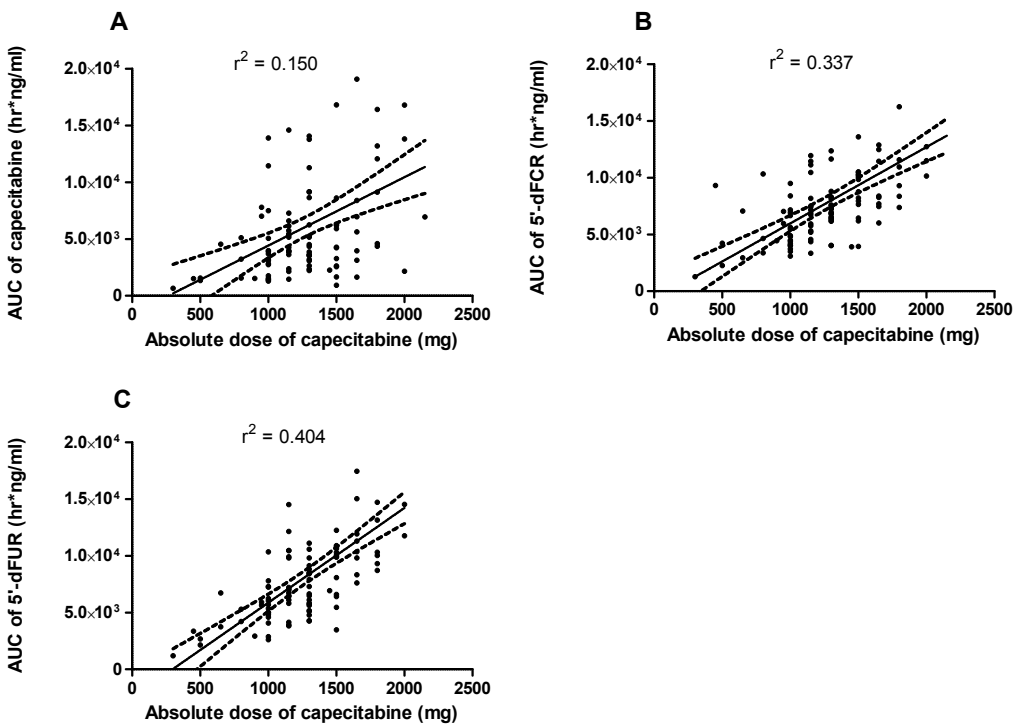 A
r² = 0.150
AUC of capecitabine (hr*ng/ml)
2.0×10⁴
1.5×10⁴
1.0×10⁴
5.0×10³
0
0 500 1000 1500 2000 2500
Absolute dose of capecitabine (mg)
B
r² = 0.337
AUC of 5'-dFCR (hr*ng/ml)
2.0×10⁴
1.5×10⁴
1.0×10⁴
5.0×10³
0
0 500 1000 1500 2000 2500
Absolute dose of capecitabine (mg)
C
r² = 0.404
AUC of 5'-dFUR (hr*ng/ml)
2.0×10⁴
1.5×10⁴
1.0×10⁴
5.0×10³
0
0 500 1000 1500 2000 2500
Absolute dose of capecitabine (mg)